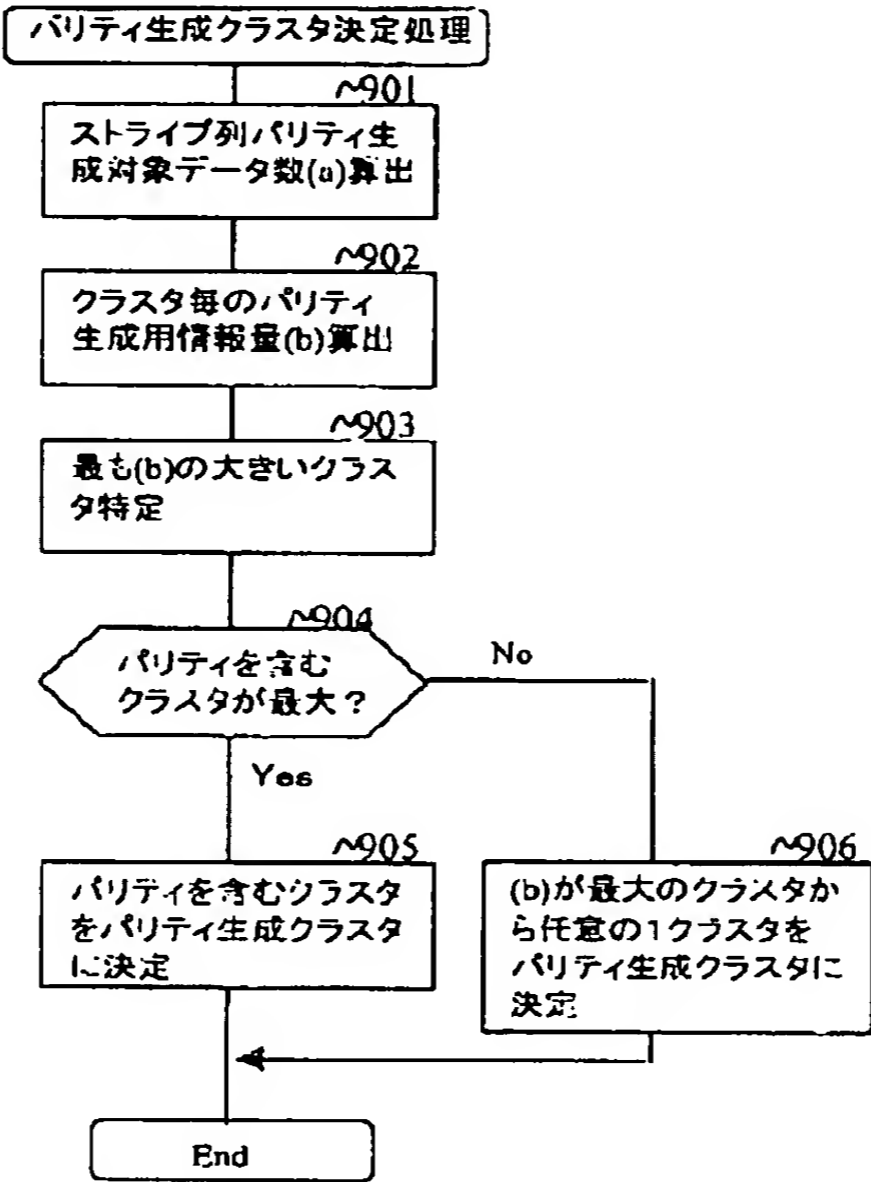 パリティ生成クラスタ決定処理
~901
ストライプ列パリティ生
成対象データ数(a)算出
~902
クラスタ毎のパリティ
生成用情報量(b)算出
~903
最も(b)の大きいクラス
タ特定
~904
パリティを含む
クラスタが最大?
No
Yes
~905
パリティを含むクラスタ
をパリティ生成クラスタ
に決定
~906
(b)が最大のクラスタか
ら任意の1クラスタを
パリティ生成クラスタに
決定
End